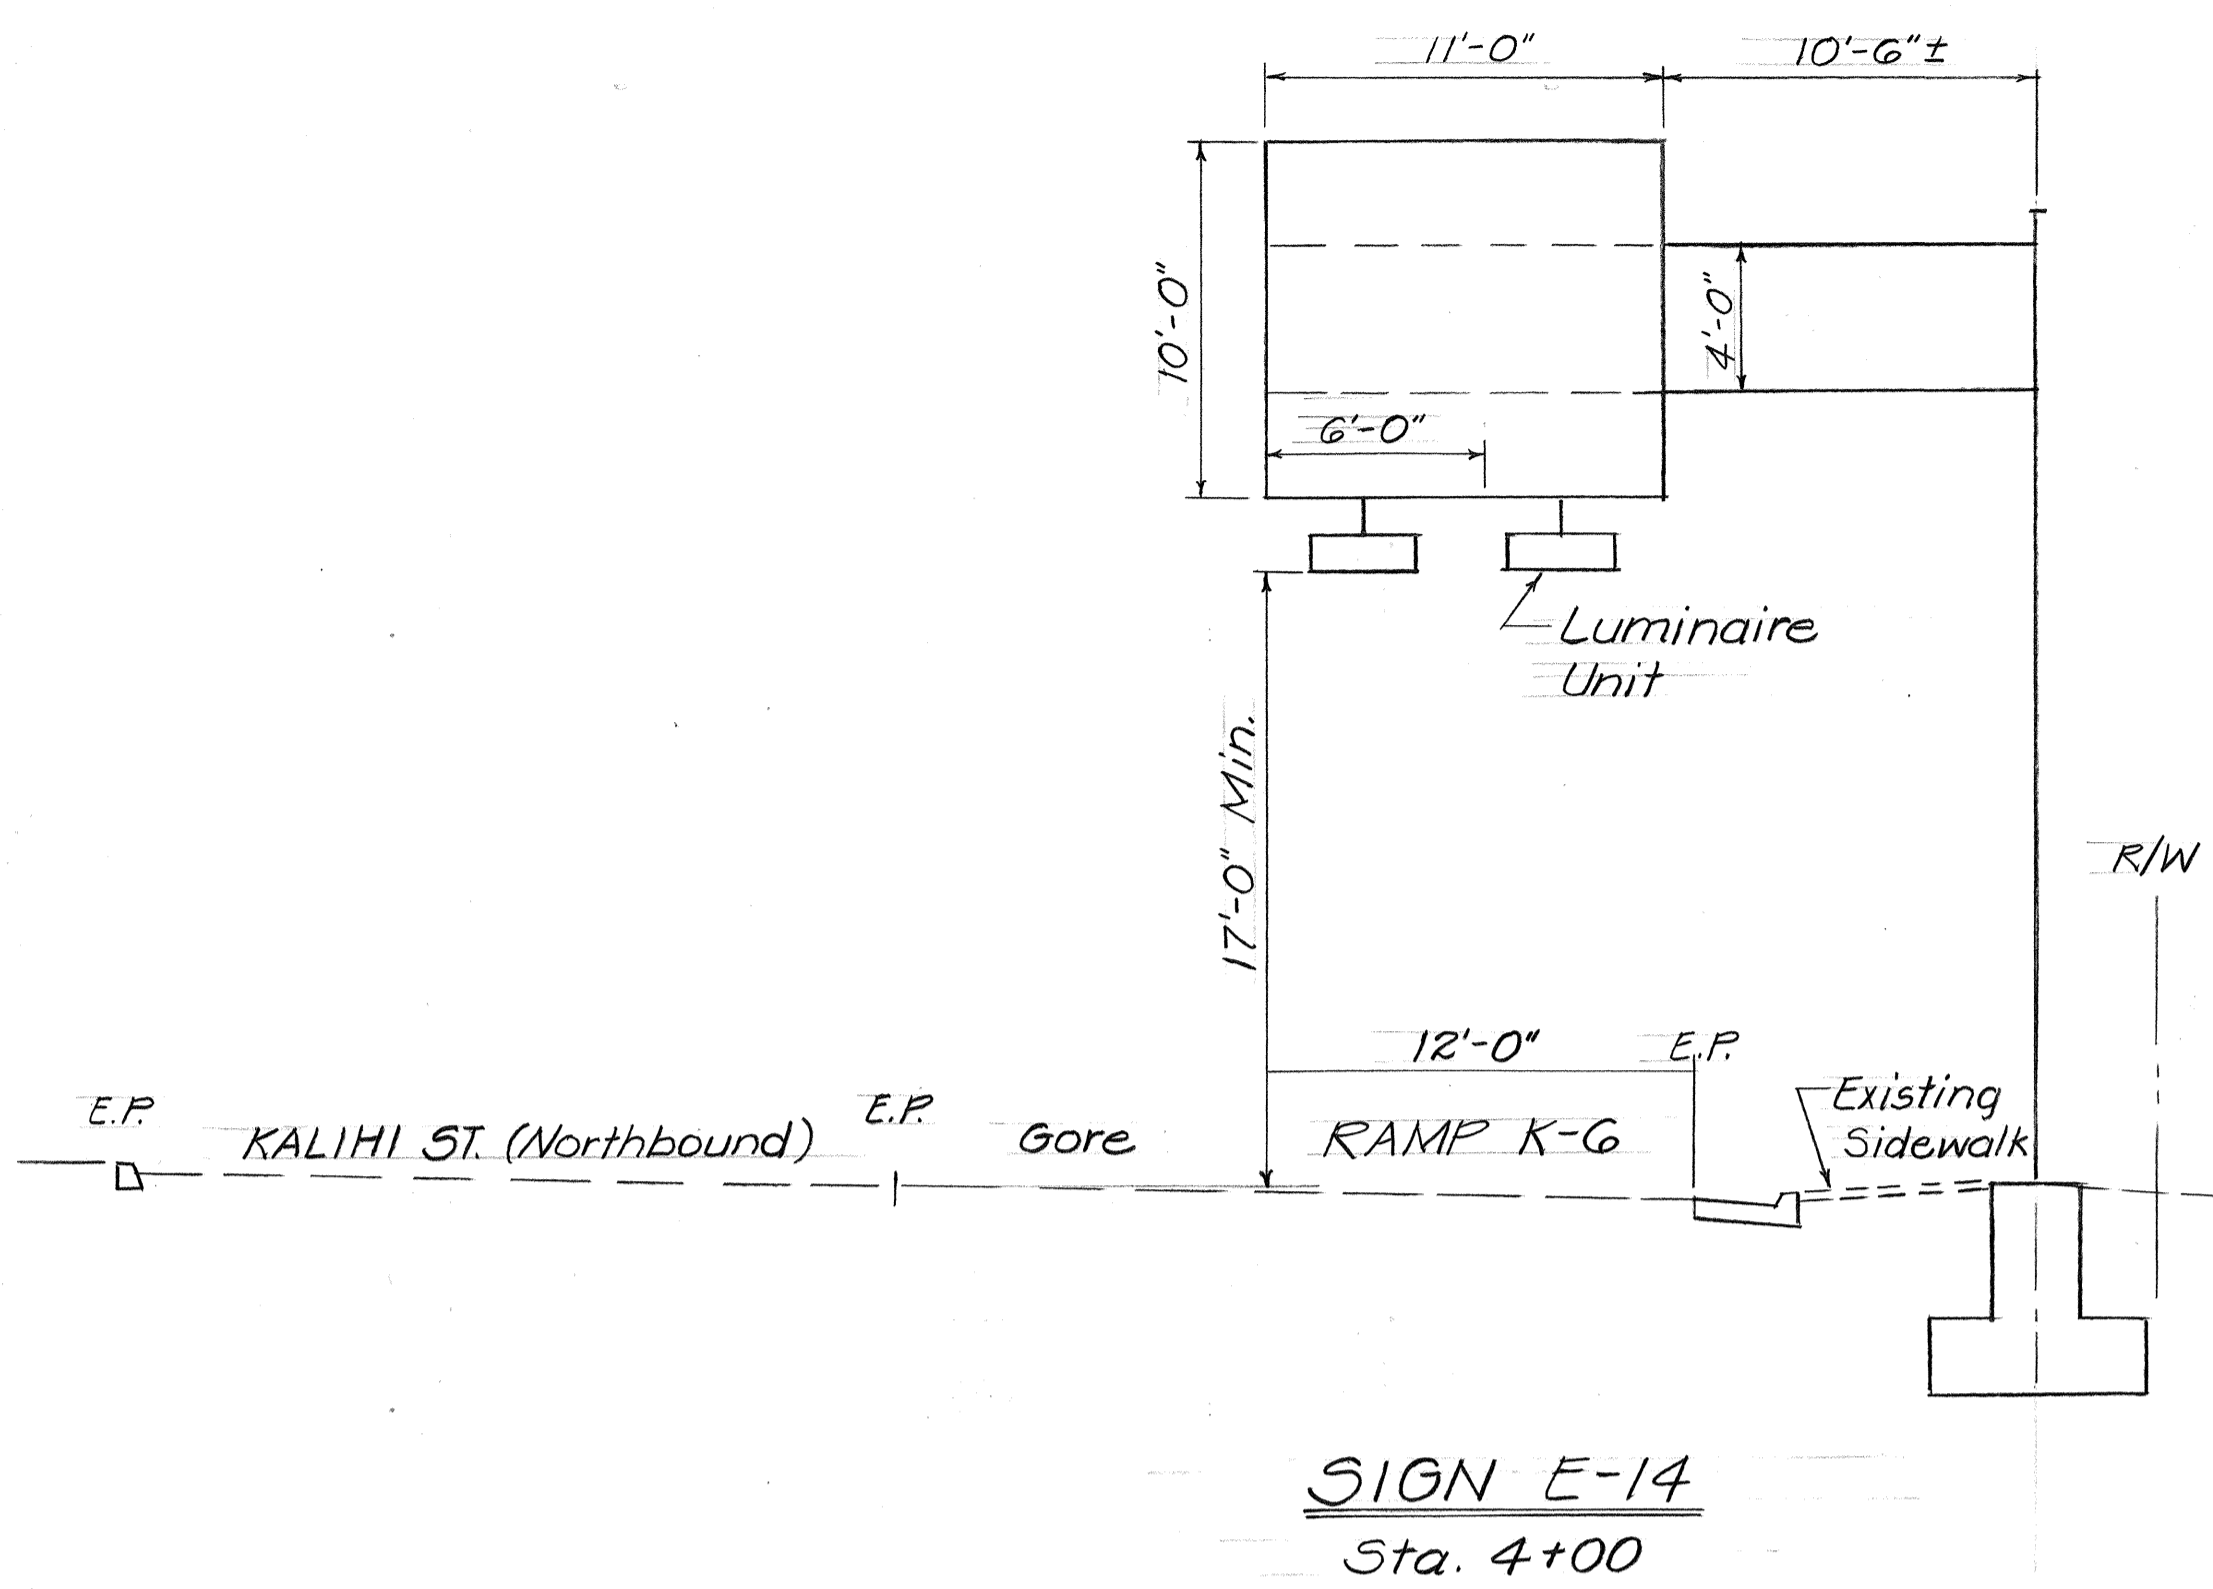 11'-0"
10'-6"±
10'-0"
4'-0"
6'-0"
Luminaire
Unit
17'-0" Min.
R/W
12'-0"
E.P.
E.P.
E.P.
Existing
Sidewalk
KALIHI ST. (Northbound)
Gore
RAMP K-6
SIGN E-14
Sta. 4+00